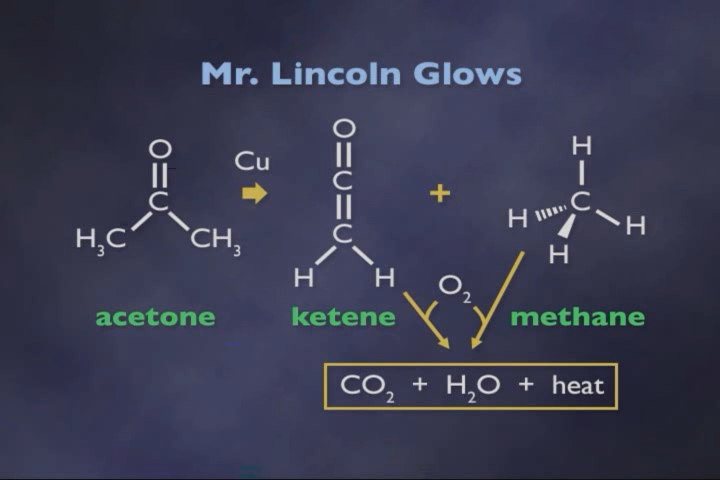 Mr. Lincoln Glows
O
C
H₃C CH₃
acetone
Cu
O
C
C
H H
ketene
+
H
C
H H
H
methane
O₂
CO₂ + H₂O + heat